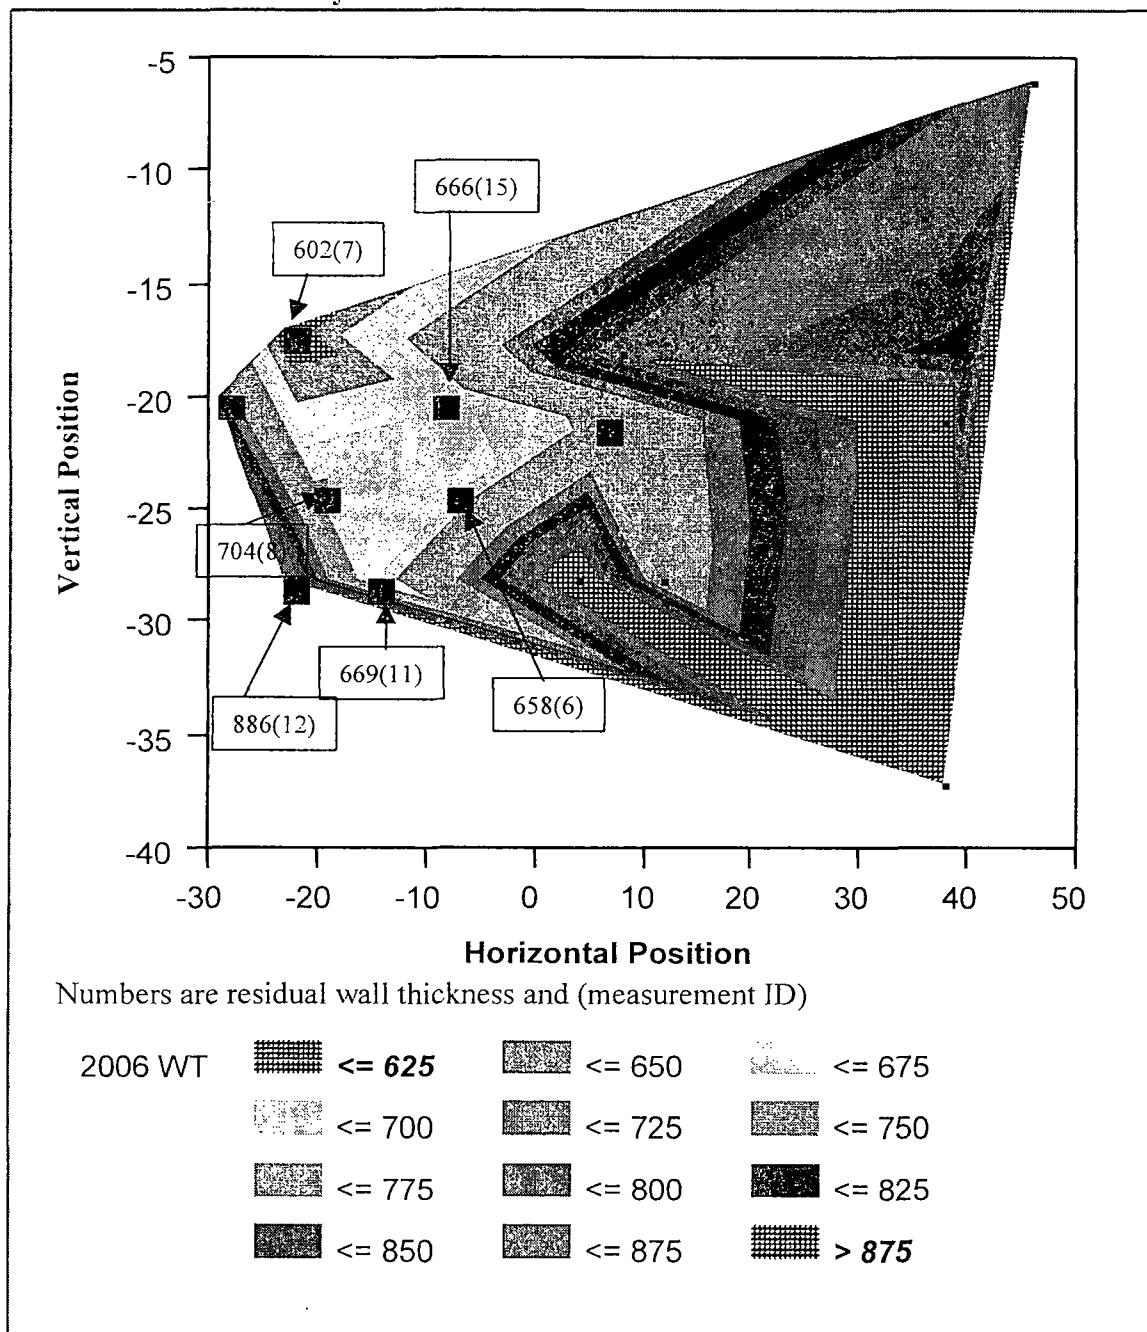 -5
-10
666(15)
602(7)
-15
-20
Vertical Position
-25
704(8)
-30
669(11)
658(6)
886(12)
-35
-40
-30 -20 -10 0 10 20 30 40 50
Horizontal Position
Numbers are residual wall thickness and (measurement ID)
2006 WT <= 625 <= 650 <= 675
<= 700 <= 725 <= 750
<= 775 <= 800 <= 825
<= 850 <= 875 > 875